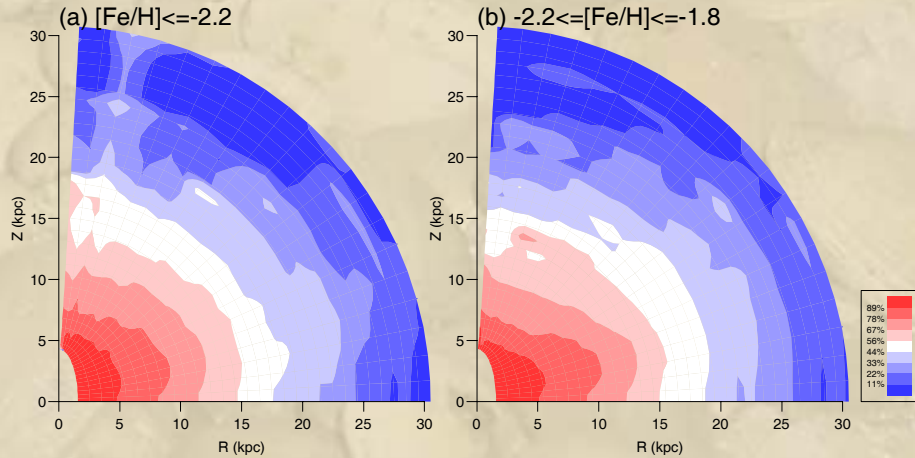 (a) [Fe/H]<=-2.2
30
25
20
15
10
5
0
Z (kpc)
0 5 10 15 20 25 30
R (kpc)
(b) -2.2<=[Fe/H]<=-1.8
30
25
20
15
10
5
0
Z (kpc)
0 5 10 15 20 25 30
R (kpc)
89%
78%
67%
56%
44%
33%
22%
11%